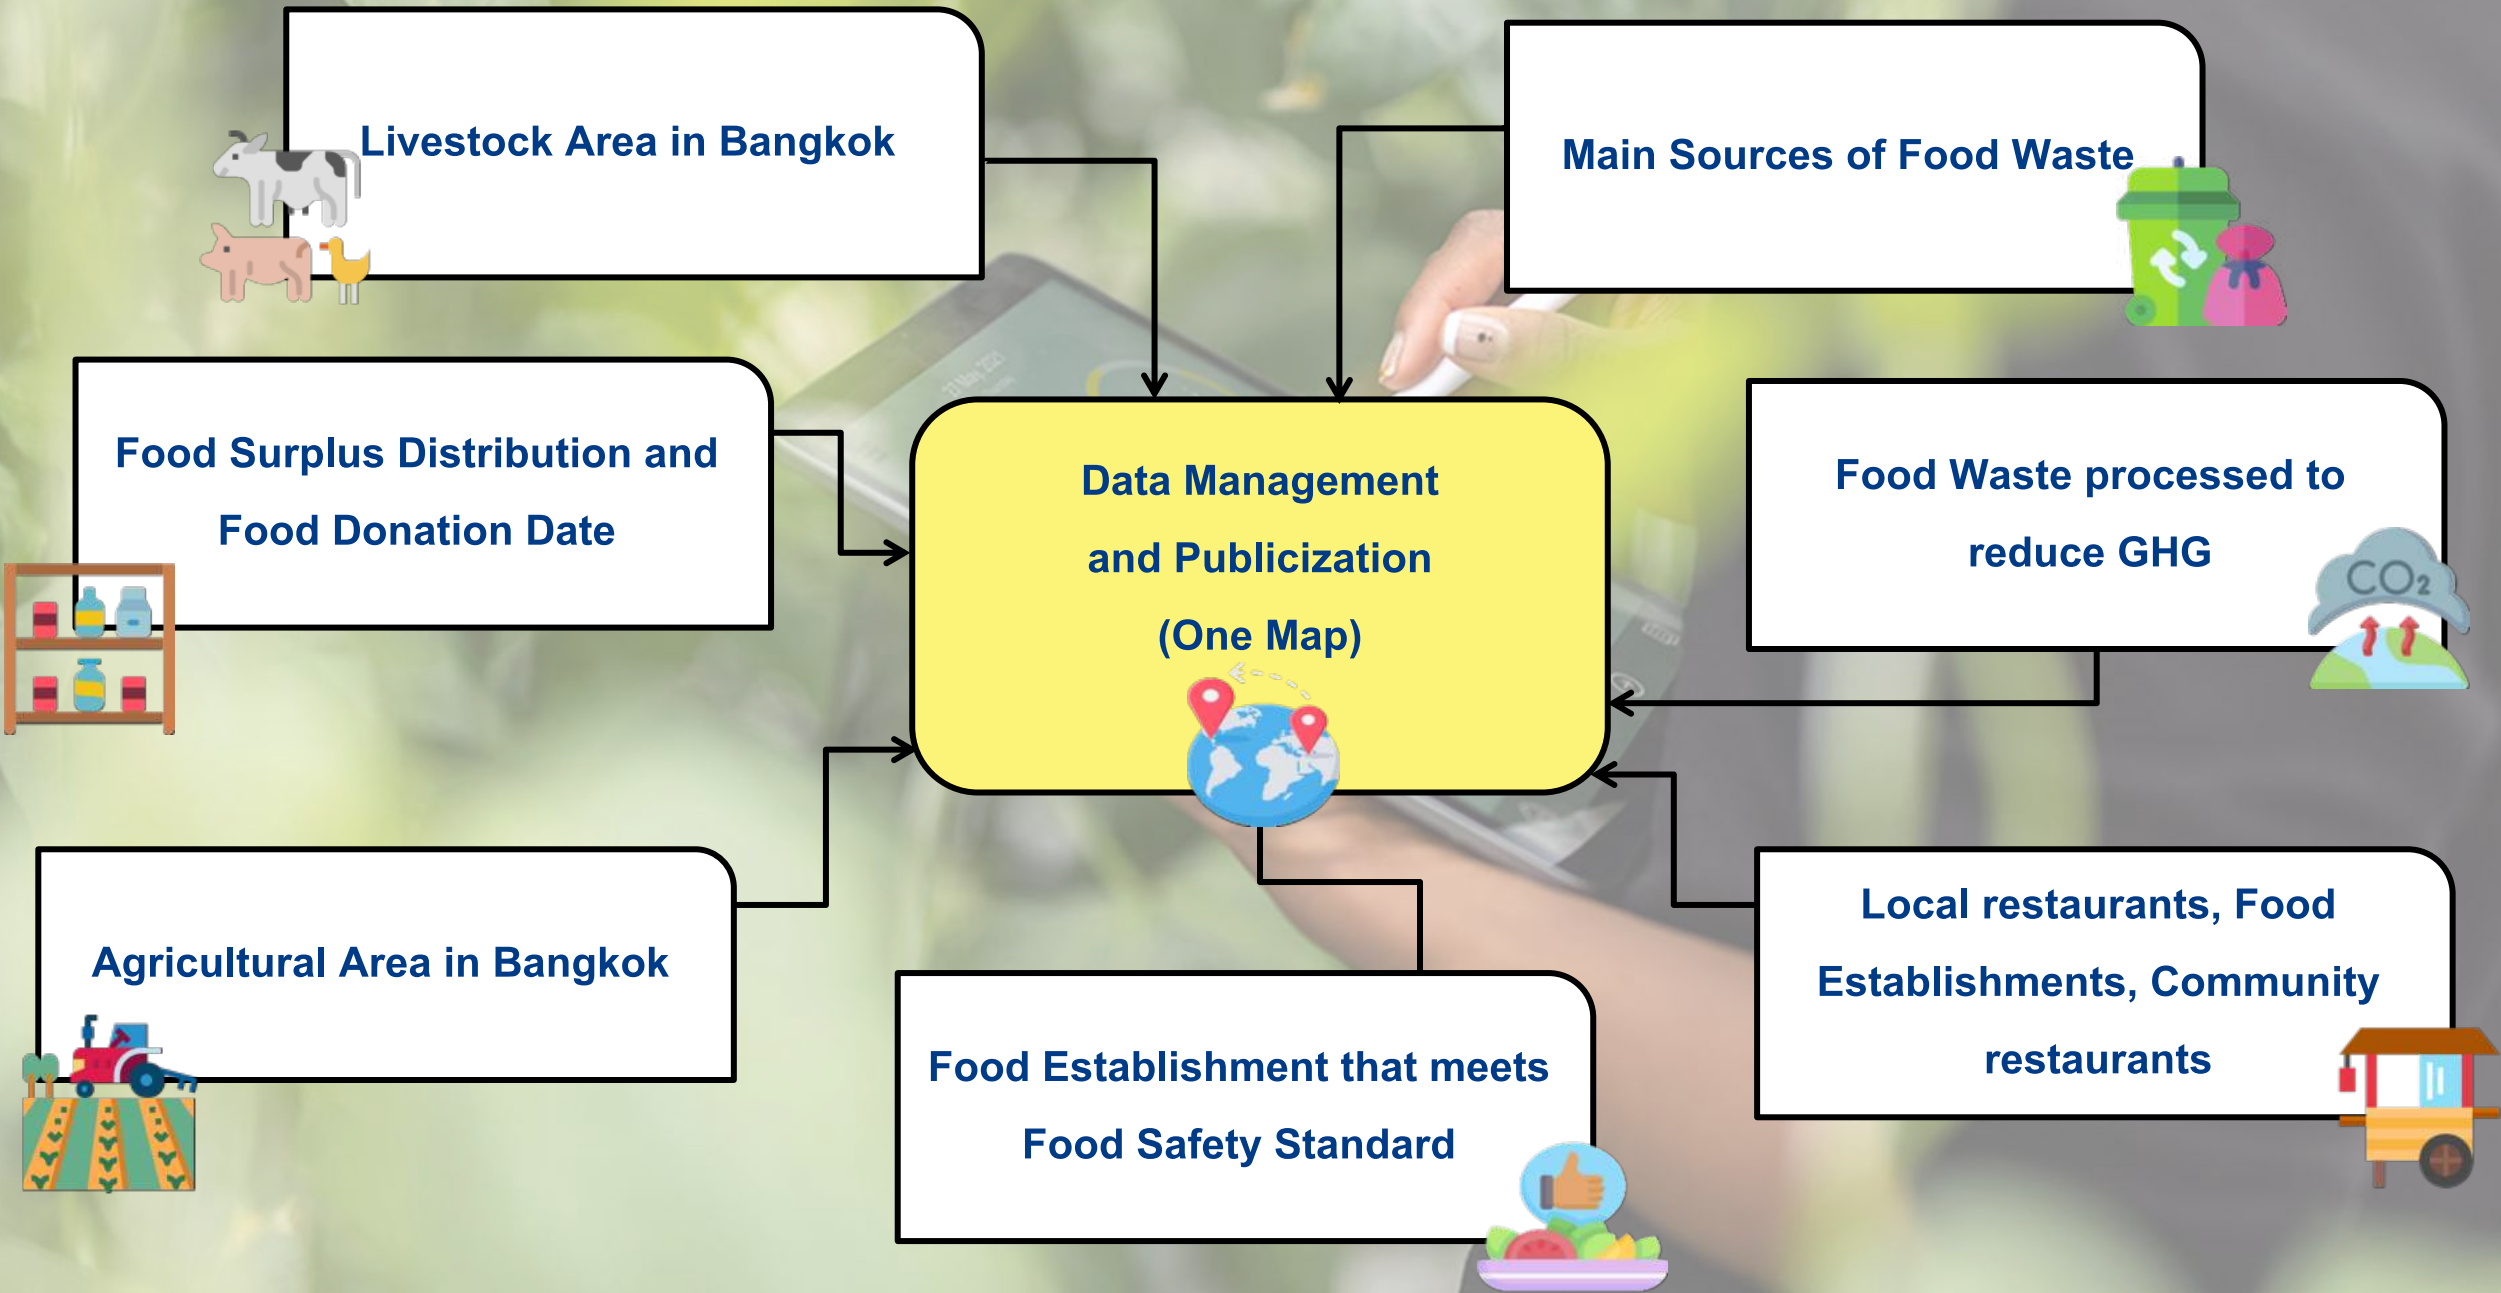 Livestock Area in Bangkok
Main Sources of Food Waste
Food Surplus Distribution and
Food Donation Date
Data Management
and Publicization
(One Map)
Food Waste processed to
reduce GHG
CO₂
Agricultural Area in Bangkok
Food Establishment that meets
Food Safety Standard
Local restaurants, Food
Establishments, Community
restaurants